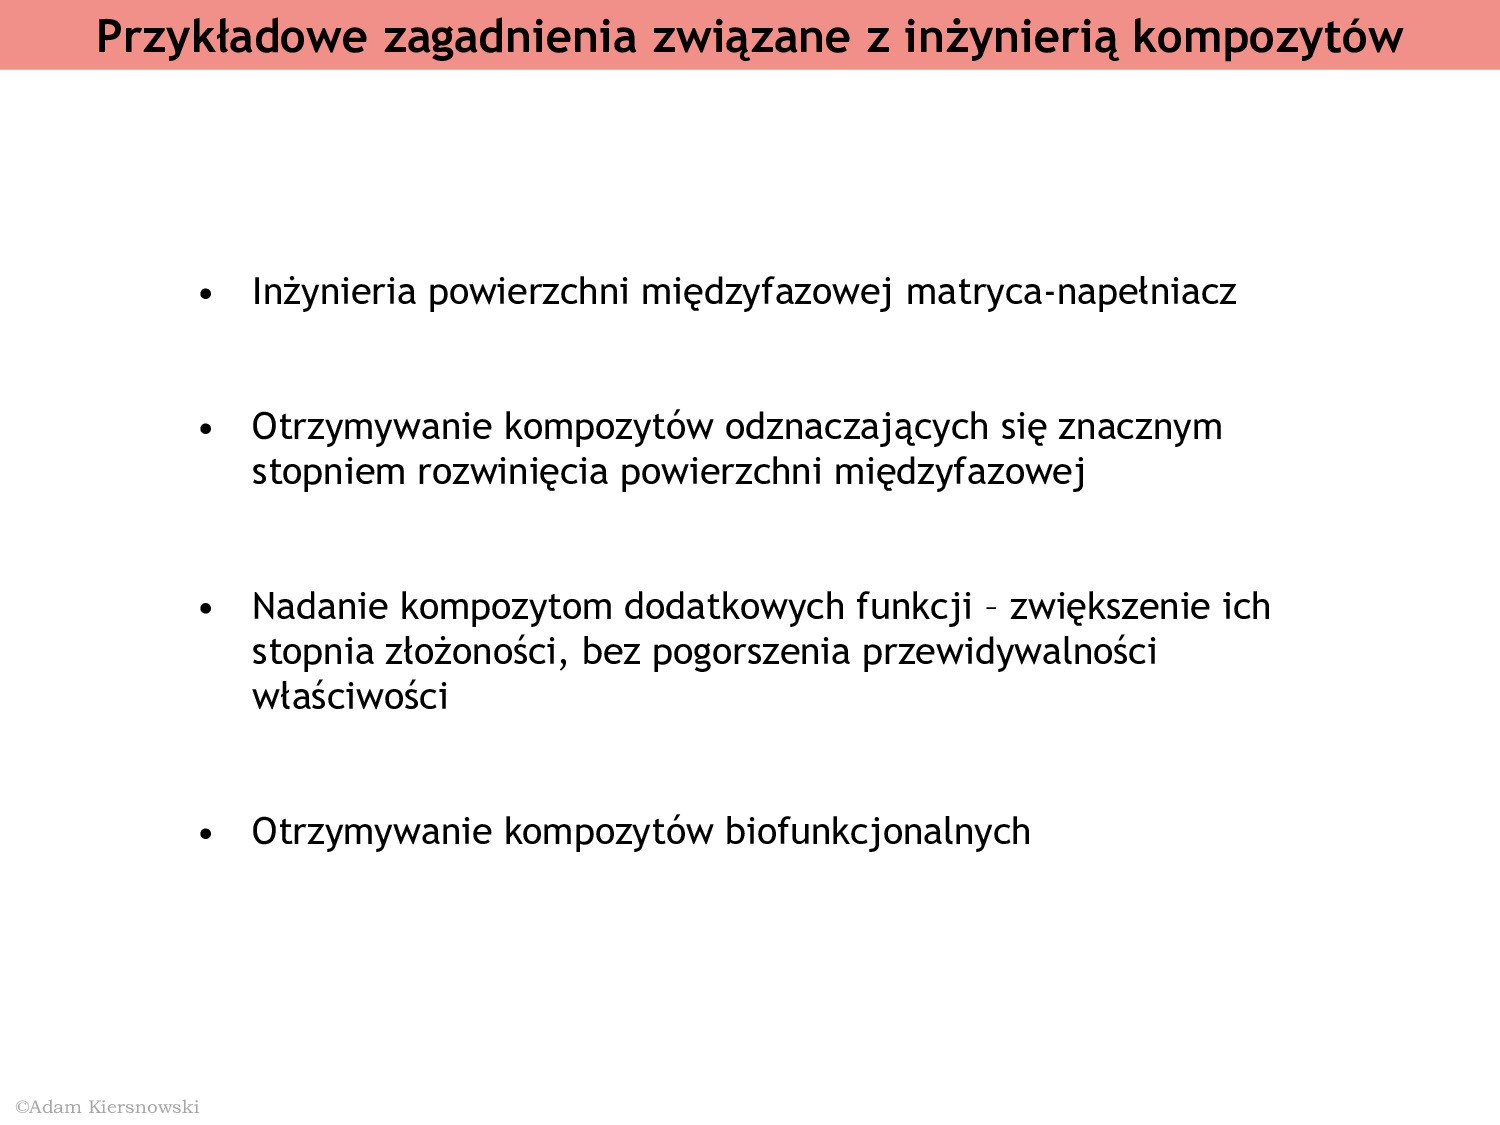 Przykładowe zagadnienia związane z inżynierią kompozytów
• Inżynieria powierzchni międzyfazowej matryca-napełniacz
• Otrzymywanie kompozytów odznaczających się znacznym
stopniem rozwinięcia powierzchni międzyfazowej
• Nadanie kompozytom dodatkowych funkcji – zwiększenie ich
stopnia złożoności, bez pogorszenia przewidywalności
właściwości
• Otrzymywanie kompozytów biofunkcjonalnych
©Adam Kiersnowski